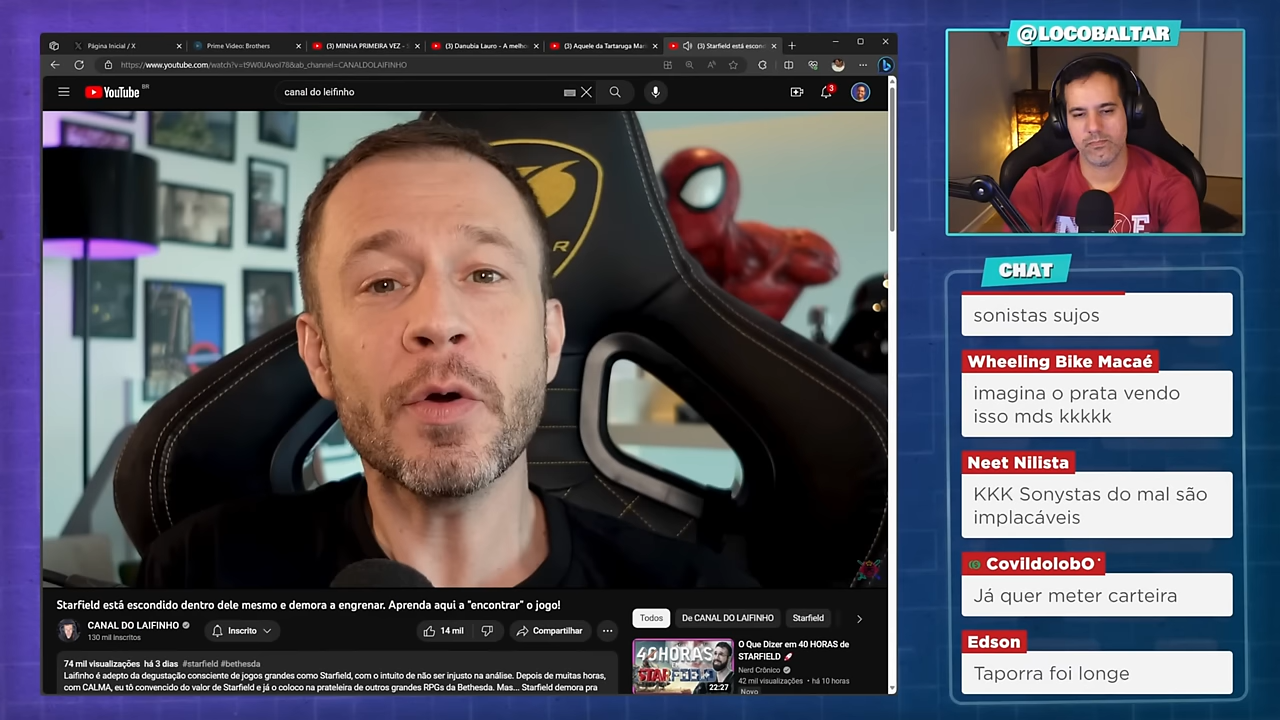 Página Inicial / X
Prime Video: Brothers
(3) MINHA PRIMEIRA VEZ - S
(3) Danubia Lauro - A melho
(3) Aquele da Tartaruga Mari
(3) Starfield está escond
https://www.youtube.com/watch?v=t9W0UAvoI78&ab_channel=CANALDOLAIFINHO
YouTube BR
canal do leifinho
3
Starfield está escondido dentro dele mesmo e demora a engrenar. Aprenda aqui a "encontrar" o jogo!
CANAL DO LAIFINHO
130 mil inscritos
Inscrito
14 mil
Compartilhar
74 mil visualizações há 3 dias #starfield #bethesda
Laifinho é adepto da degustação consciente de jogos grandes como Starfield, com o intuito de não ser injusto na análise. Depois de muitas horas,
com CALMA, eu tô convencido do valor de Starfield e já o coloco na prateleira de outros grandes RPGs da Bethesda. Mas... Starfield demora pra
Todos
De CANAL DO LAIFINHO
Starfield
40HORAS
STARFIELD
22:27
O Que Dizer em 40 HORAS de
STARFIELD 🚀
Nerd Crônico
42 mil visualizações • há 10 horas
Novo
@LOCOBALTAR
CHAT
sonistas sujos
Wheeling Bike Macaé
imagina o prata vendo
isso mds kkkkk
Neet Nilista
KKK Sonystas do mal são
implacáveis
CovildolobO
Já quer meter carteira
Edson
Taporra foi longe